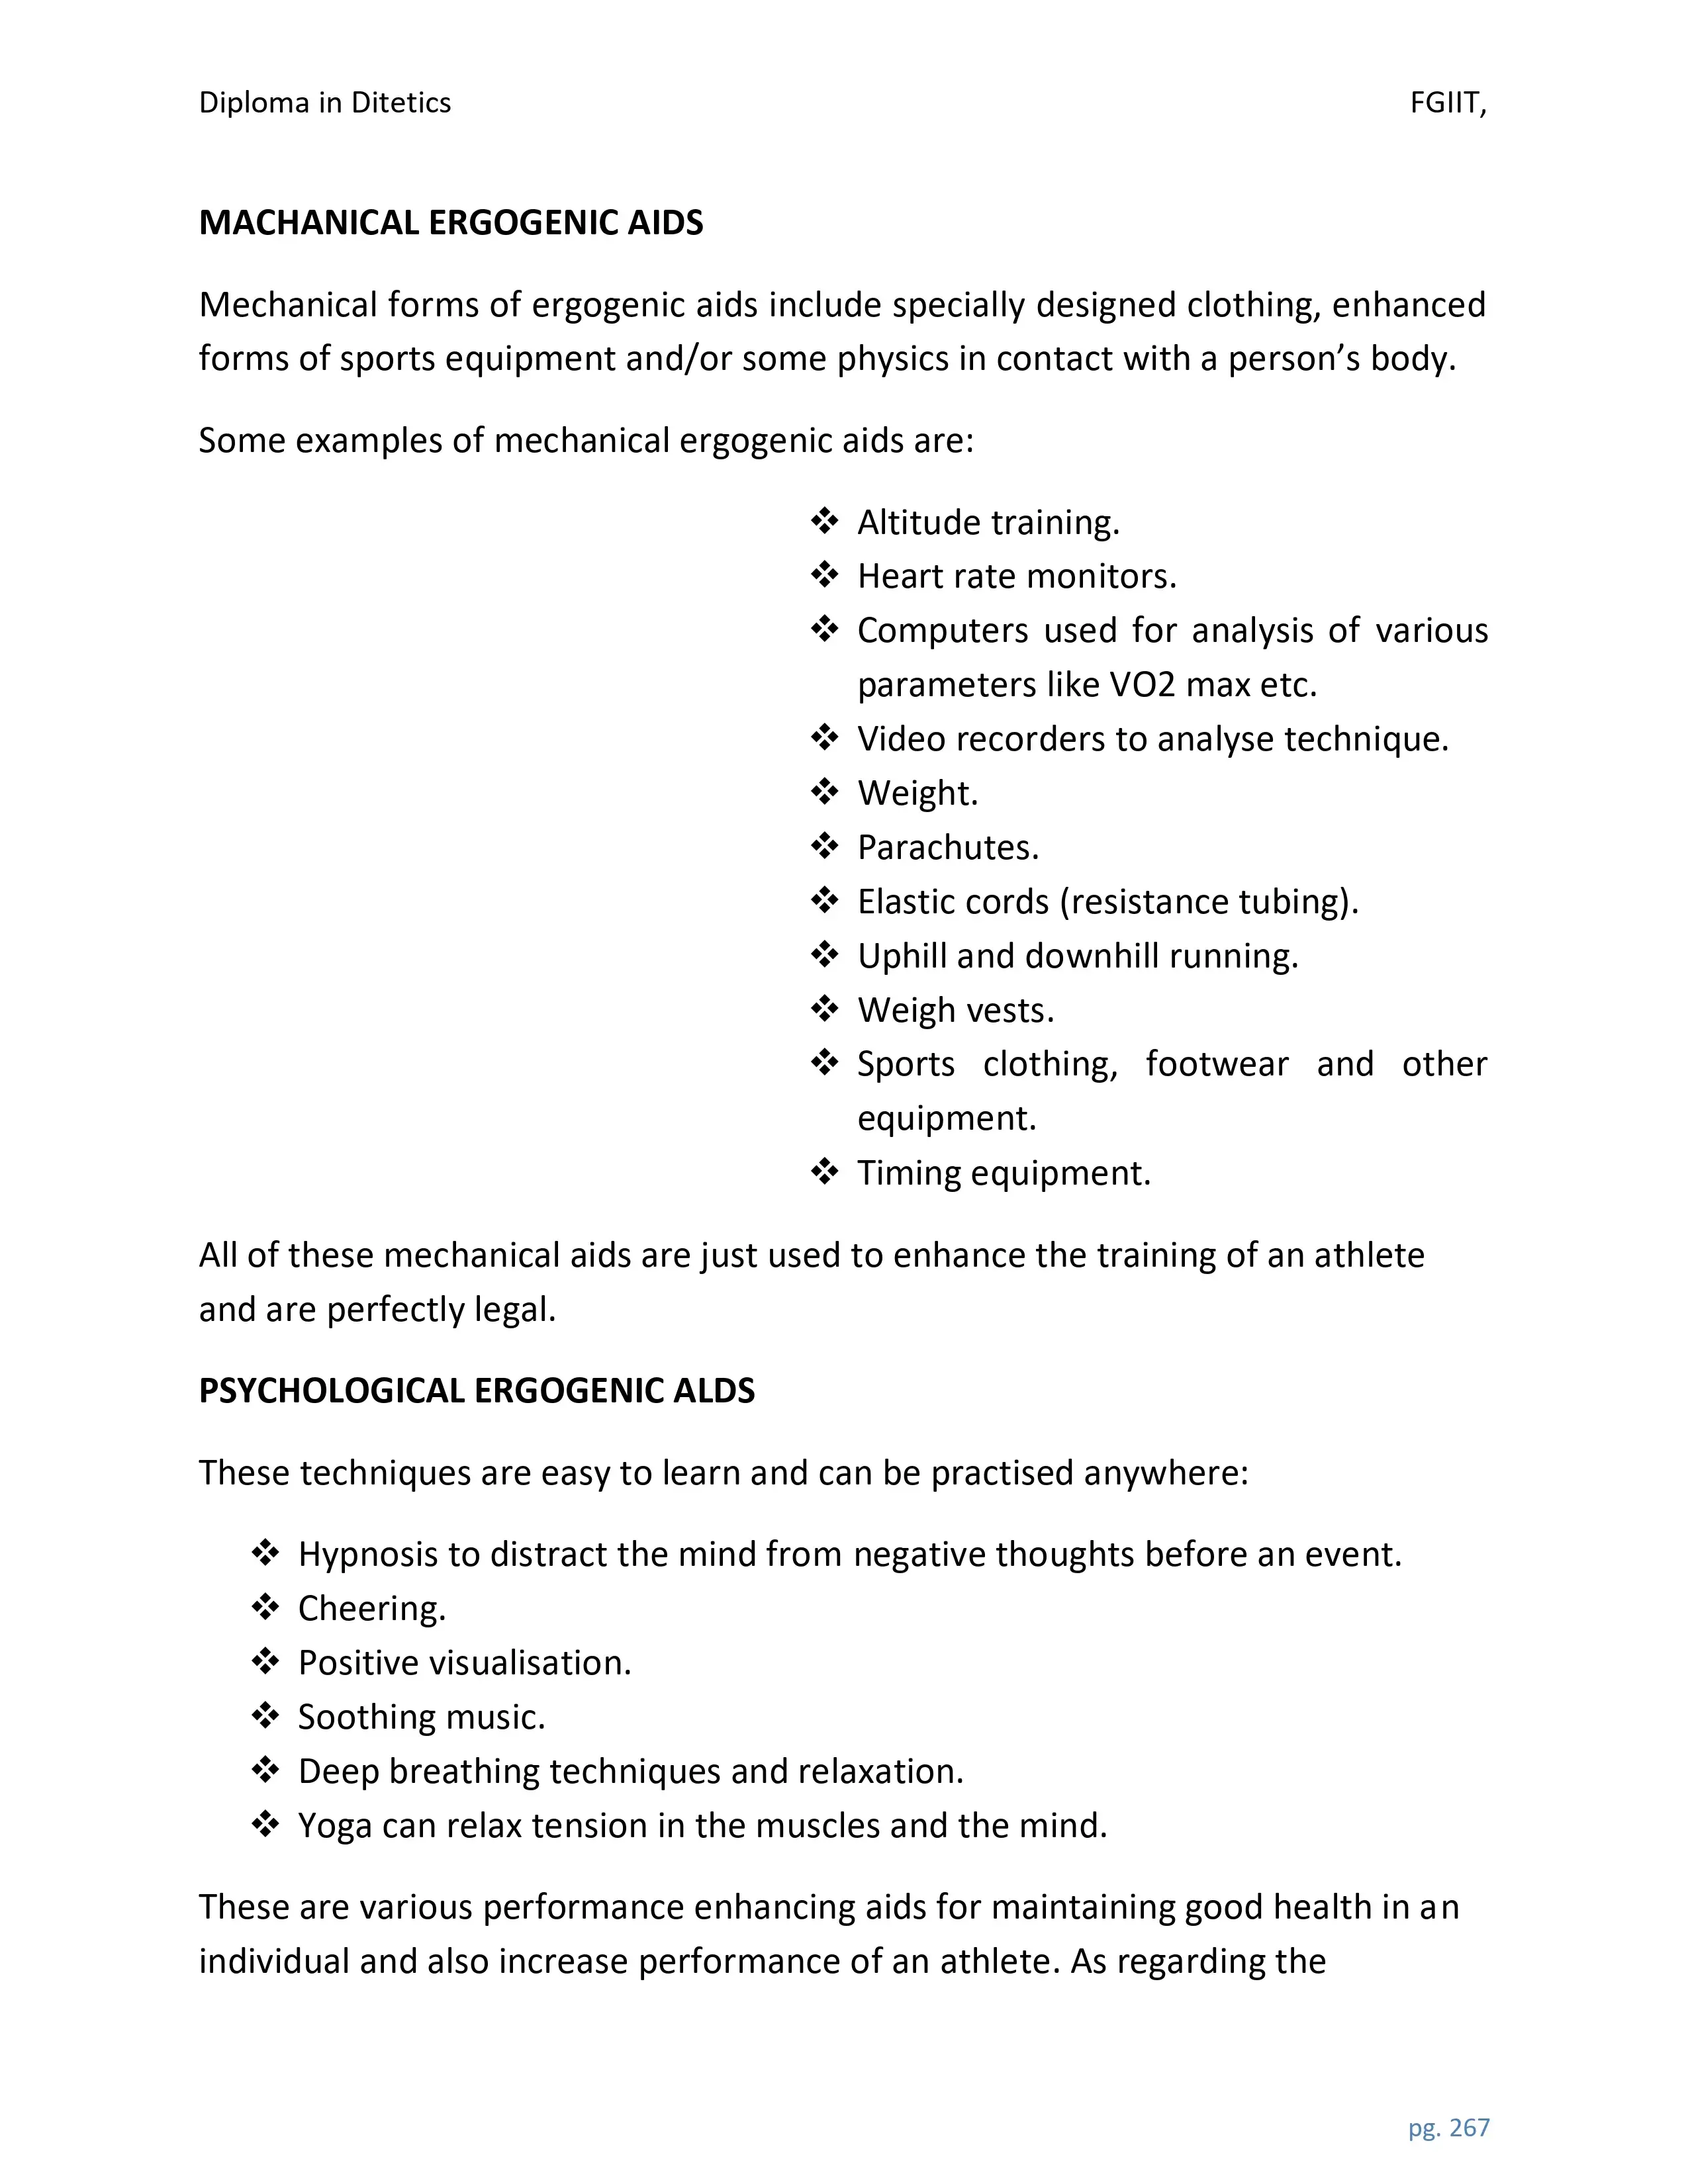 Diploma in Ditetics FGIIT,
MACHANICAL ERGOGENIC AIDS
Mechanical forms of ergogenic aids include specially designed clothing, enhanced
forms of sports equipment and/or some physics in contact with a person’s body.
Some examples of mechanical ergogenic aids are:
❖ Altitude training.
❖ Heart rate monitors.
❖ Computers used for analysis of various
parameters like VO2 max etc.
❖ Video recorders to analyse technique.
❖ Weight.
❖ Parachutes.
❖ Elastic cords (resistance tubing).
❖ Uphill and downhill running.
❖ Weigh vests.
❖ Sports clothing, footwear and other
equipment.
❖ Timing equipment.
All of these mechanical aids are just used to enhance the training of an athlete
and are perfectly legal.
PSYCHOLOGICAL ERGOGENIC ALDS
These techniques are easy to learn and can be practised anywhere:
❖ Hypnosis to distract the mind from negative thoughts before an event.
❖ Cheering.
❖ Positive visualisation.
❖ Soothing music.
❖ Deep breathing techniques and relaxation.
❖ Yoga can relax tension in the muscles and the mind.
These are various performance enhancing aids for maintaining good health in an
individual and also increase performance of an athlete. As regarding the
pg. 267